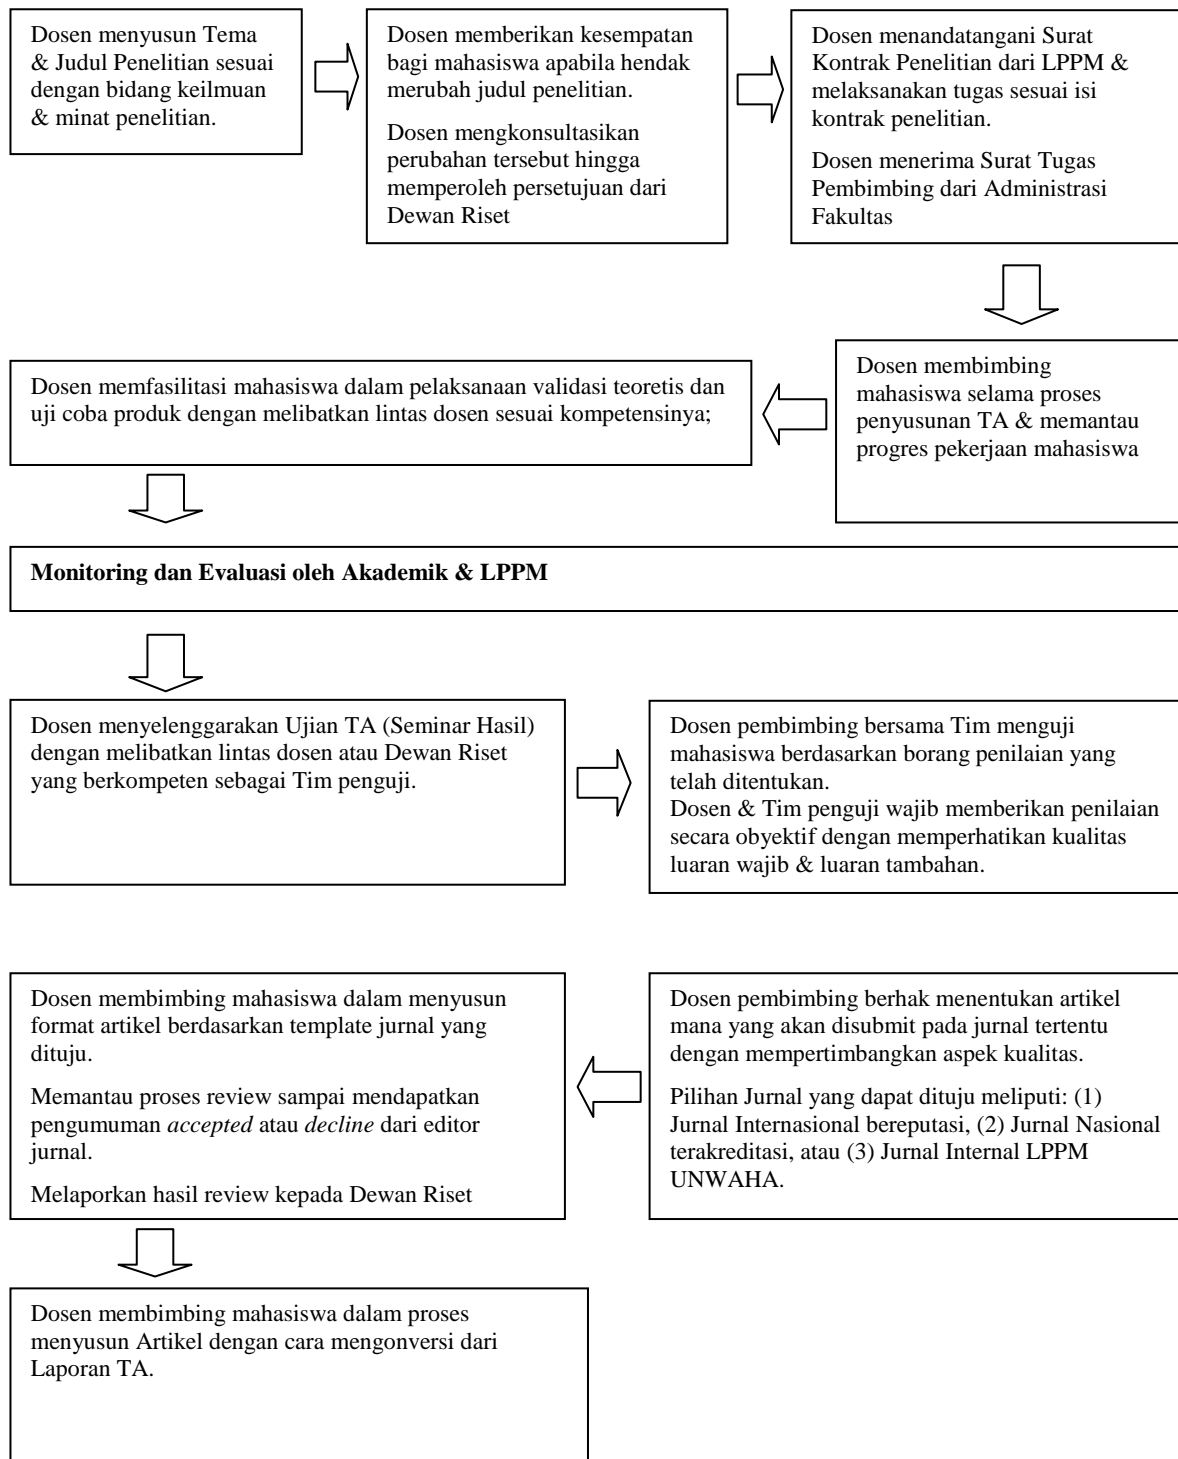 Dosen menyusun Tema
& Judul Penelitian sesuai
dengan bidang keilmuan
& minat penelitian.
Dosen memberikan kesempatan
bagi mahasiswa apabila hendak
merubah judul penelitian.
Dosen mengkonsultasikan
perubahan tersebut hingga
memperoleh persetujuan dari
Dewan Riset
Dosen menandatangani Surat
Kontrak Penelitian dari LPPM &
melaksanakan tugas sesuai isi
kontrak penelitian.
Dosen menerima Surat Tugas
Pembimbing dari Administrasi
Fakultas
Dosen membimbing
mahasiswa selama proses
penyusunan TA & memantau
progres pekerjaan mahasiswa
Dosen memfasilitasi mahasiswa dalam pelaksanaan validasi teoretis dan
uji coba produk dengan melibatkan lintas dosen sesuai kompetensinya;
Monitoring dan Evaluasi oleh Akademik & LPPM
Dosen menyelenggarakan Ujian TA (Seminar Hasil)
dengan melibatkan lintas dosen atau Dewan Riset
yang berkompeten sebagai Tim penguji.
Dosen pembimbing bersama Tim menguji
mahasiswa berdasarkan borang penilaian yang
telah ditentukan.
Dosen & Tim penguji wajib memberikan penilaian
secara obyektif dengan memperhatikan kualitas
luaran wajib & luaran tambahan.
Dosen pembimbing berhak menentukan artikel
mana yang akan disubmit pada jurnal tertentu
dengan mempertimbangkan aspek kualitas.
Pilihan Jurnal yang dapat dituju meliputi: (1)
Jurnal Internasional bereputasi, (2) Jurnal Nasional
terakreditasi, atau (3) Jurnal Internal LPPM
UNWAHA.
Dosen membimbing mahasiswa dalam menyusun
format artikel berdasarkan template jurnal yang
dituju.
Memantau proses review sampai mendapatkan
pengumuman accepted atau decline dari editor
jurnal.
Melaporkan hasil review kepada Dewan Riset
Dosen membimbing mahasiswa dalam proses
menyusun Artikel dengan cara mengonversi dari
Laporan TA.